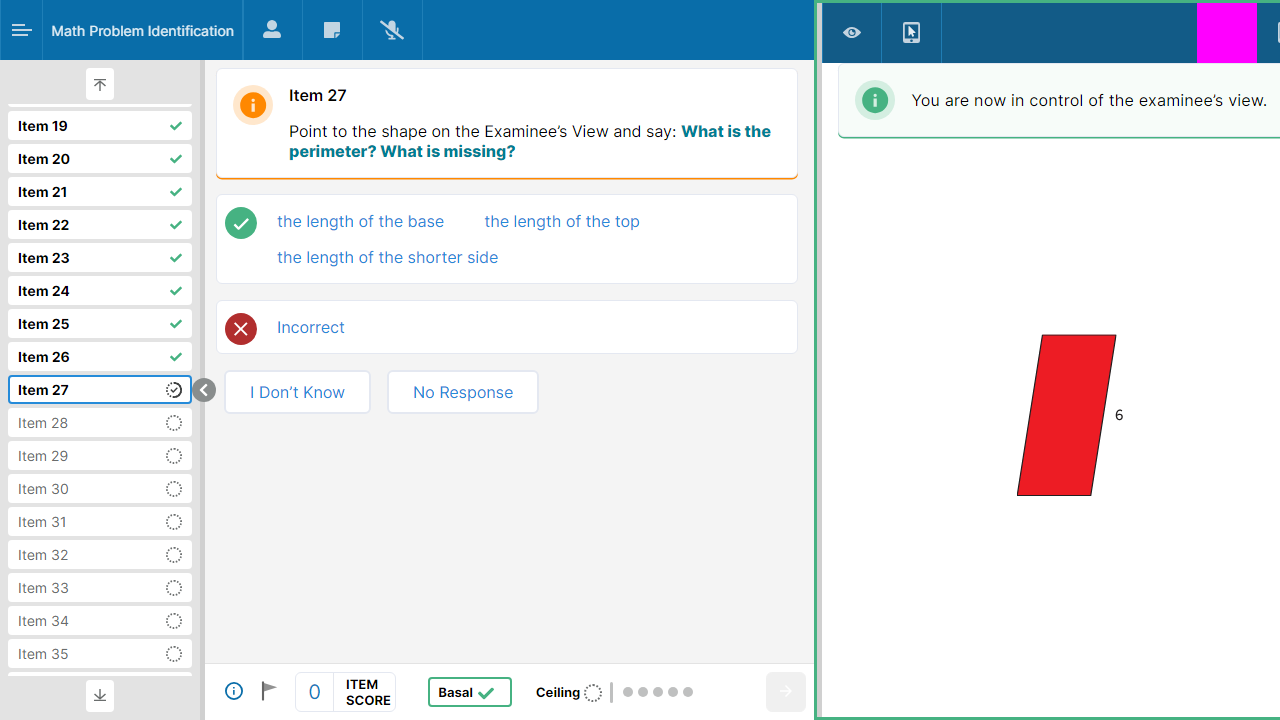 Math Problem Identification
Item 19
Item 20
Item 21
Item 22
Item 23
Item 24
Item 25
Item 26
Item 27
Item 28
Item 29
Item 30
Item 31
Item 32
Item 33
Item 34
Item 35
Item 27
Point to the shape on the Examinee’s View and say: What is the
perimeter? What is missing?
the length of the base
the length of the top
the length of the shorter side
Incorrect
I Don’t Know
No Response
0
ITEM
SCORE
Basal
Ceiling
You are now in control of the examinee’s view.
6